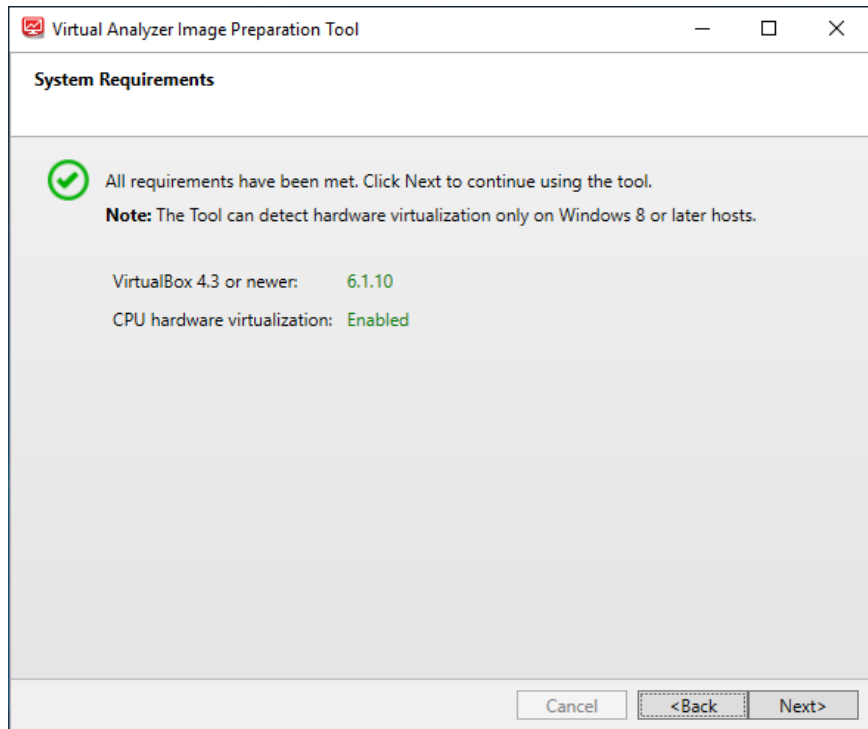 Virtual Analyzer Image Preparation Tool
System Requirements
All requirements have been met. Click Next to continue using the tool.
Note: The Tool can detect hardware virtualization only on Windows 8 or later hosts.
VirtualBox 4.3 or newer: 6.1.10
CPU hardware virtualization: Enabled
Cancel <Back Next>